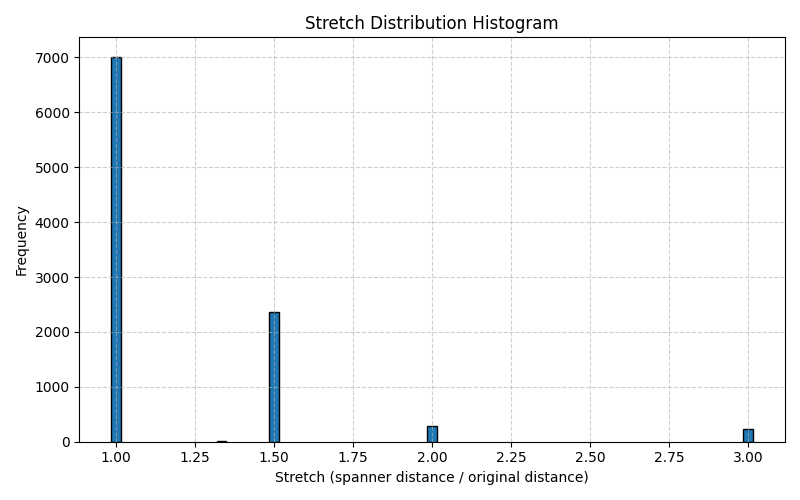 Stretch Distribution Histogram
Frequency
7000
6000
5000
4000
3000
2000
1000
0
1.00 1.25 1.50 1.75 2.00 2.25 2.50 2.75 3.00
Stretch (spanner distance / original distance)